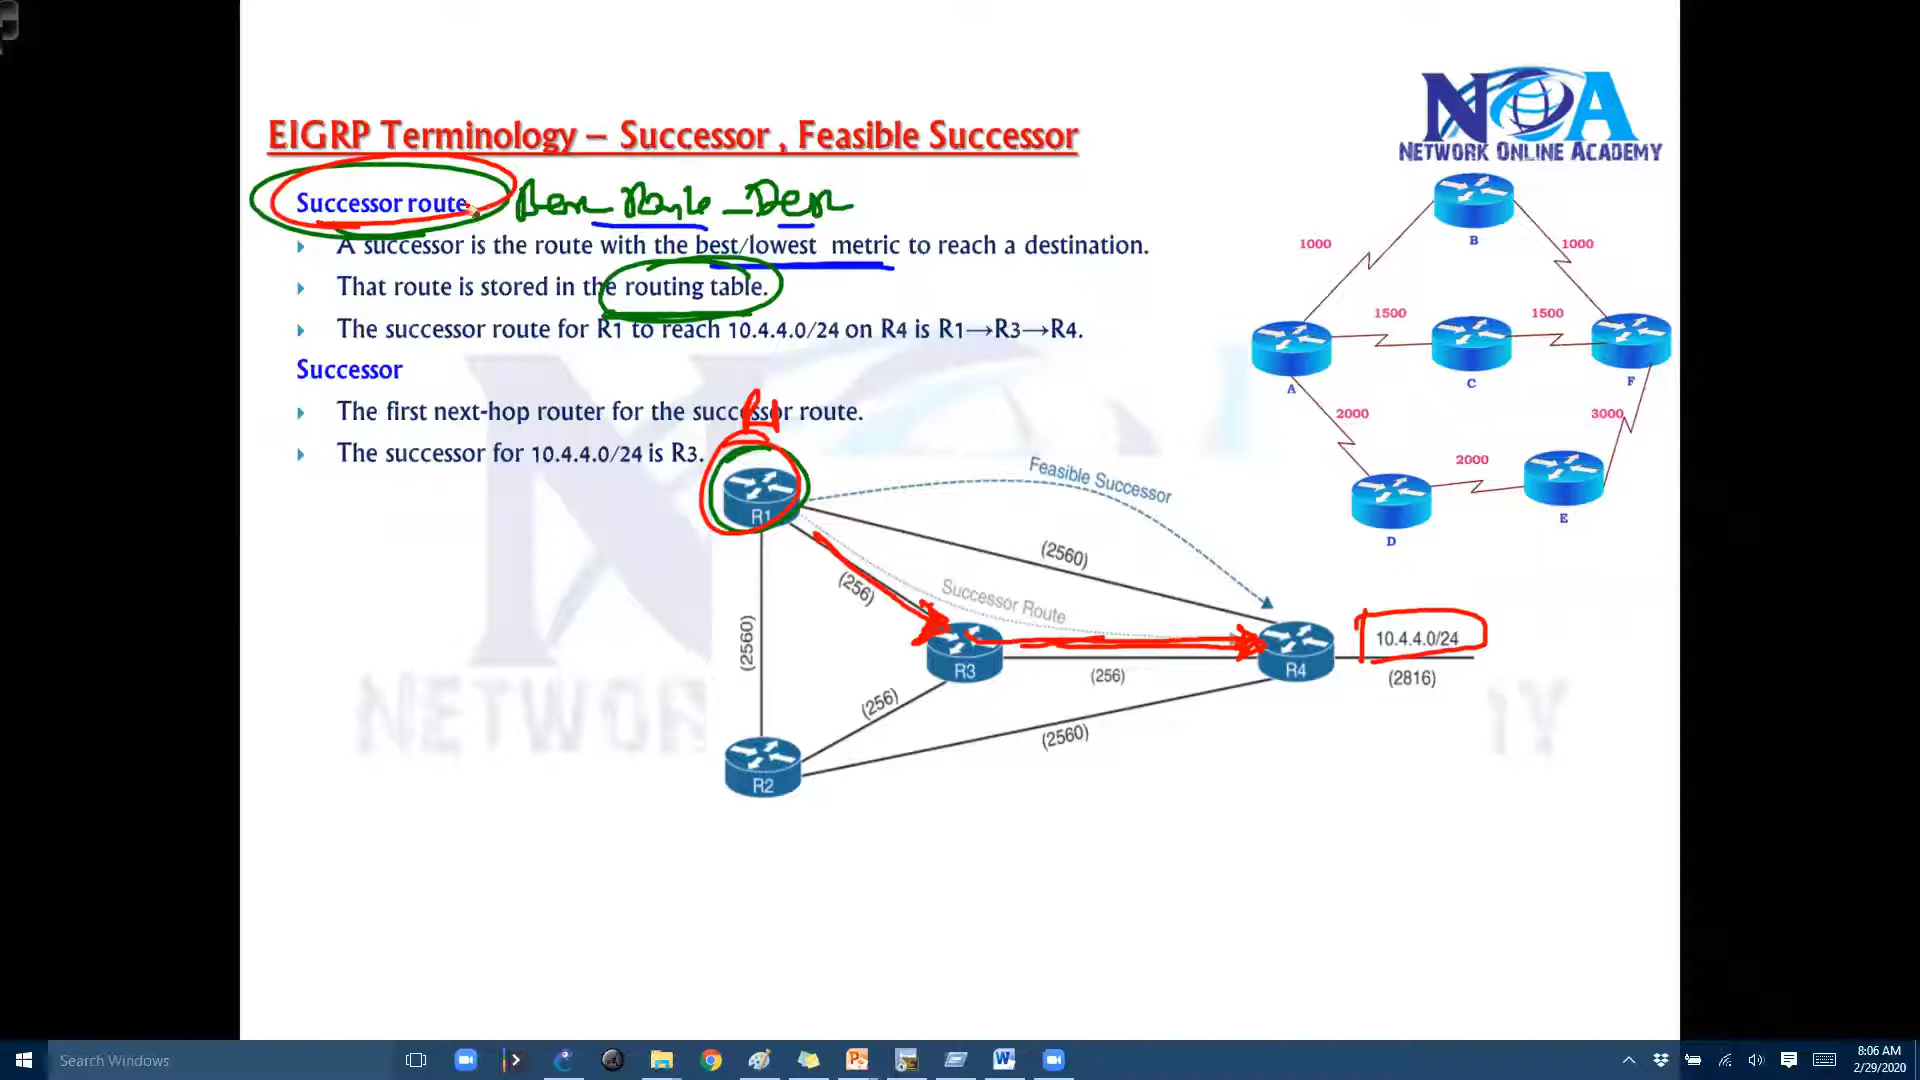 EIGRP Terminology – Successor , Feasible Successor
NOA
NETWORK ONLINE ACADEMY
Successor route
A successor is the route with the best/lowest metric to reach a destination.
That route is stored in the routing table.
The successor route for R1 to reach 10.4.4.0/24 on R4 is R1→R3→R4.
Successor
The first next-hop router for the successor route.
The successor for 10.4.4.0/24 is R3.
B
1000
1000
1500
1500
A
C
F
2000
3000
2000
D
E
R1
R1
Feasible Successor
(2560)
(256)
Successor Route
(2560)
R3
R4
10.4.4.0/24
(256)
(2816)
(256)
(2560)
R2
NETWOR
Search Windows
8:06 AM
2/29/2020